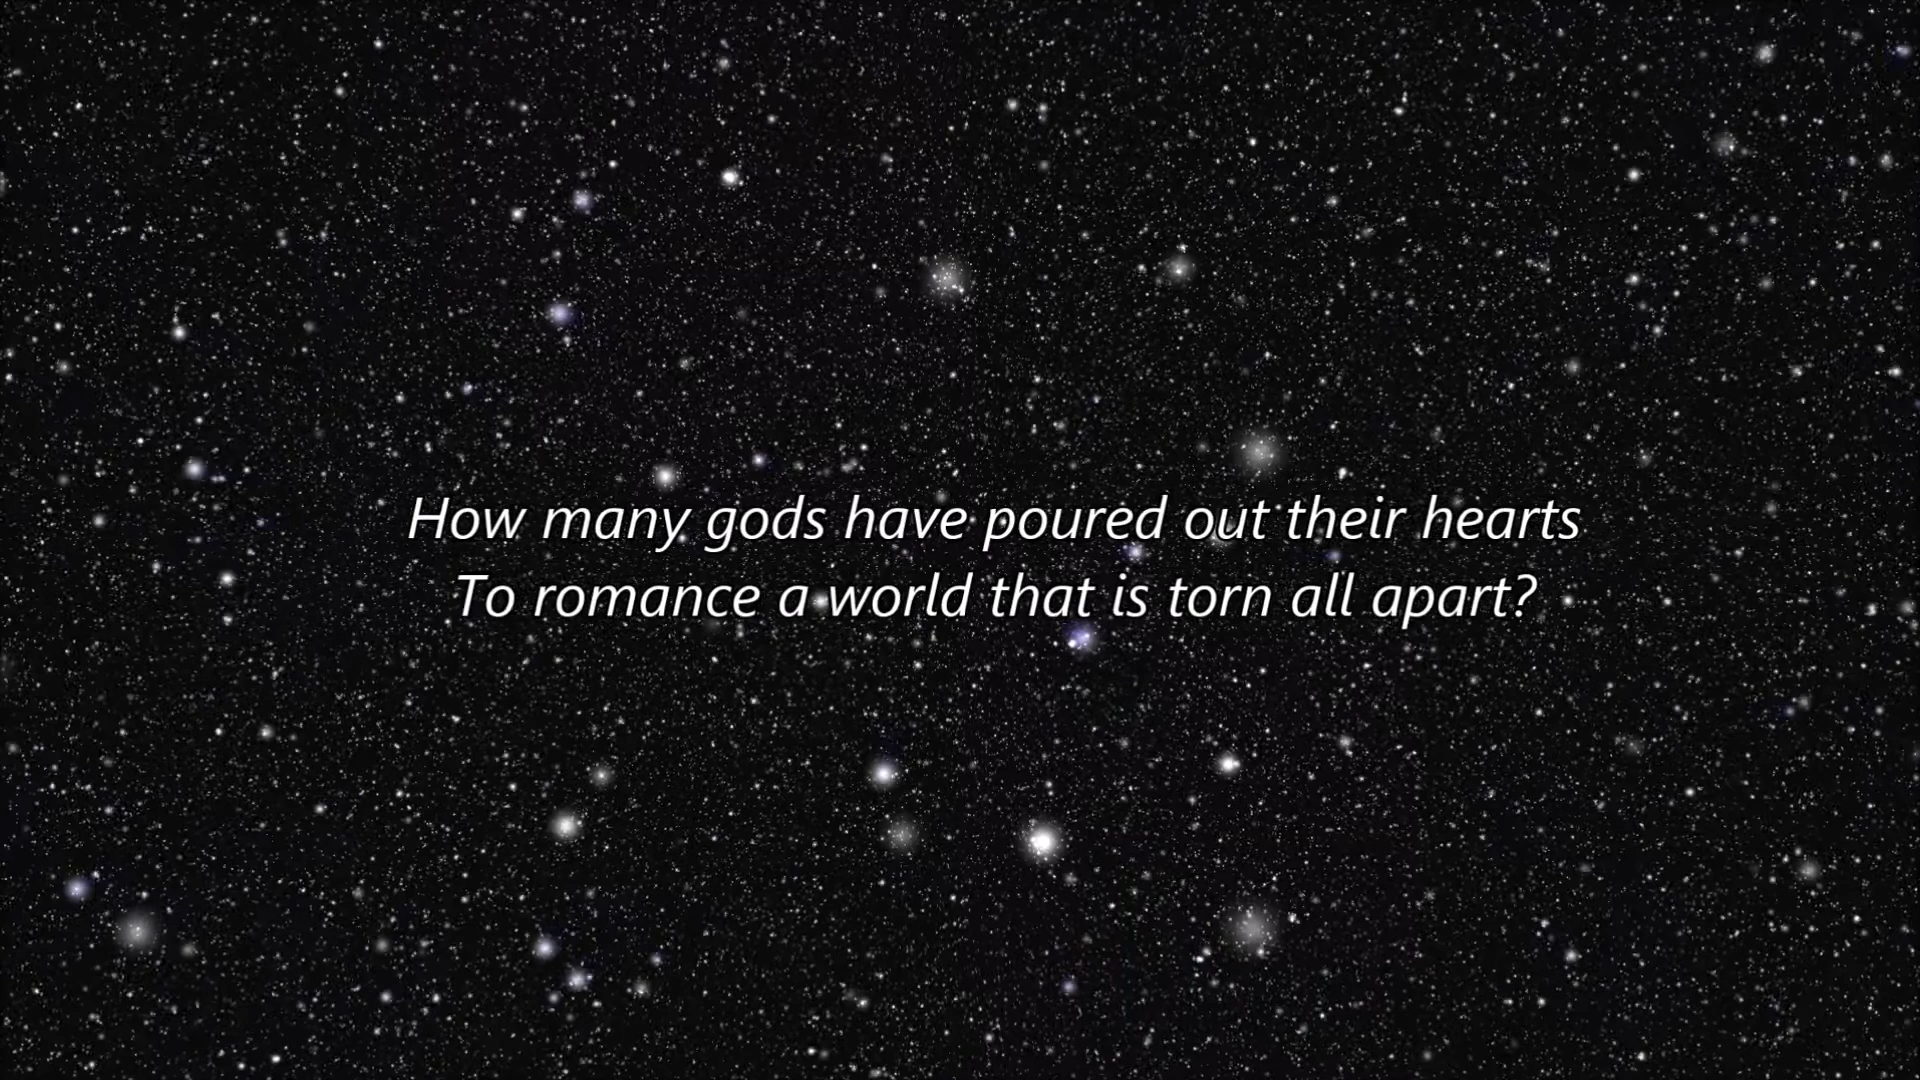 How many gods have poured out their hearts
To romance a world that is torn all apart?